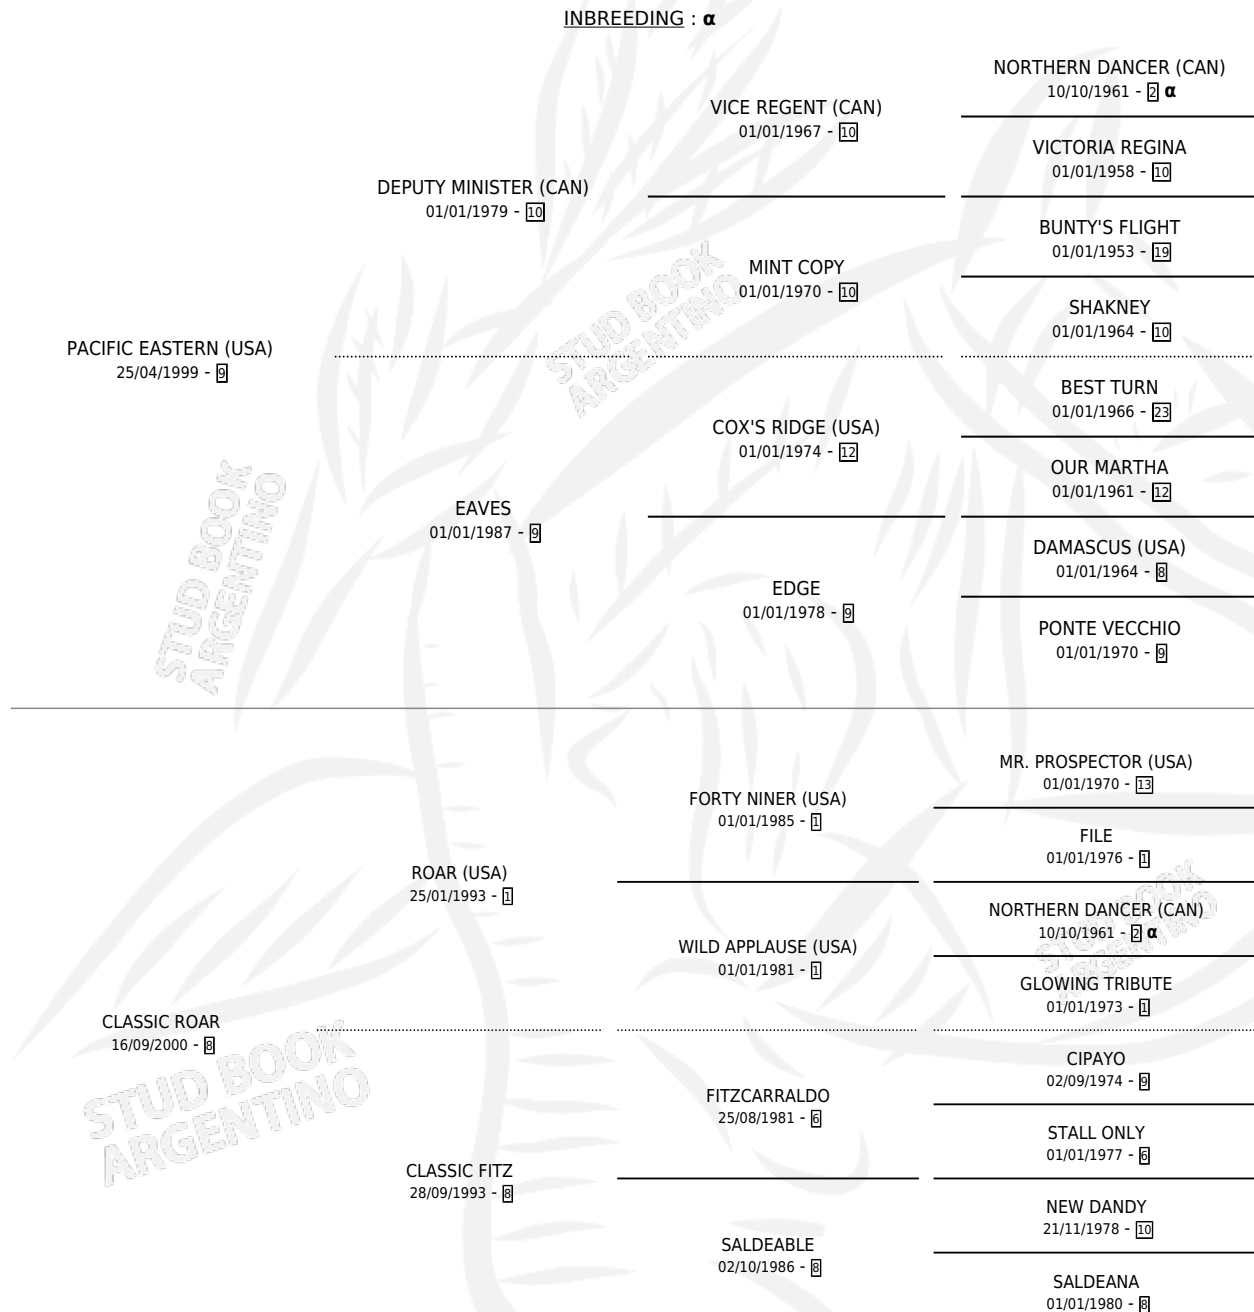 INBREEDING : α
NORTHERN DANCER (CAN)
10/10/1961 - 2 α
VICE REGENT (CAN)
01/01/1967 - 10
VICTORIA REGINA
01/01/1958 - 10
DEPUTY MINISTER (CAN)
01/01/1979 - 10
BUNTY'S FLIGHT
01/01/1953 - 19
MINT COPY
01/01/1970 - 10
SHAKNEY
01/01/1964 - 10
PACIFIC EASTERN (USA)
25/04/1999 - 9
BEST TURN
01/01/1966 - 23
COX'S RIDGE (USA)
01/01/1974 - 12
OUR MARTHA
01/01/1961 - 12
EAVES
01/01/1987 - 9
DAMASCUS (USA)
01/01/1964 - 8
EDGE
01/01/1978 - 9
PONTE VECCHIO
01/01/1970 - 9
MR. PROSPECTOR (USA)
01/01/1970 - 13
FORTY NINER (USA)
01/01/1985 - 1
FILE
01/01/1976 - 1
ROAR (USA)
25/01/1993 - 1
NORTHERN DANCER (CAN)
10/10/1961 - 2 α
WILD APPLAUSE (USA)
01/01/1981 - 1
GLOWING TRIBUTE
01/01/1973 - 1
CLASSIC ROAR
16/09/2000 - 8
CIPAYO
02/09/1974 - 9
FITZCARRALDO
25/08/1981 - 6
STALL ONLY
01/01/1977 - 6
CLASSIC FITZ
28/09/1993 - 8
NEW DANDY
21/11/1978 - 10
SALDEABLE
02/10/1986 - 8
SALDEANA
01/01/1980 - 8
STUD BOOK
ARGENTINO
STUD BOOK
ARGENTINO
STUD BOOK
ARGENTINO
STUD BOOK
ARGENTINO